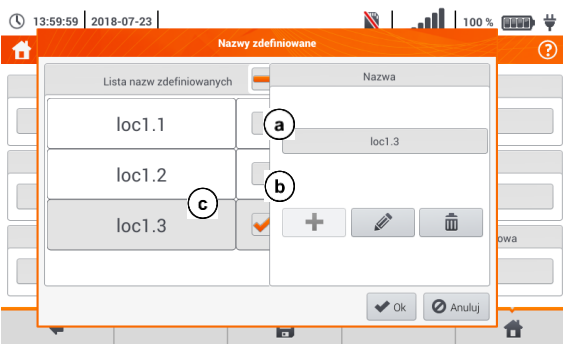 13:59:59 2018-07-23 100 %
Nazwy zdefiniowane ?
Lista nazw zdefiniowanych Nazwa
loc1.1 a
loc1.3
loc1.2 b
c
loc1.3
owa
Ok Anuluj